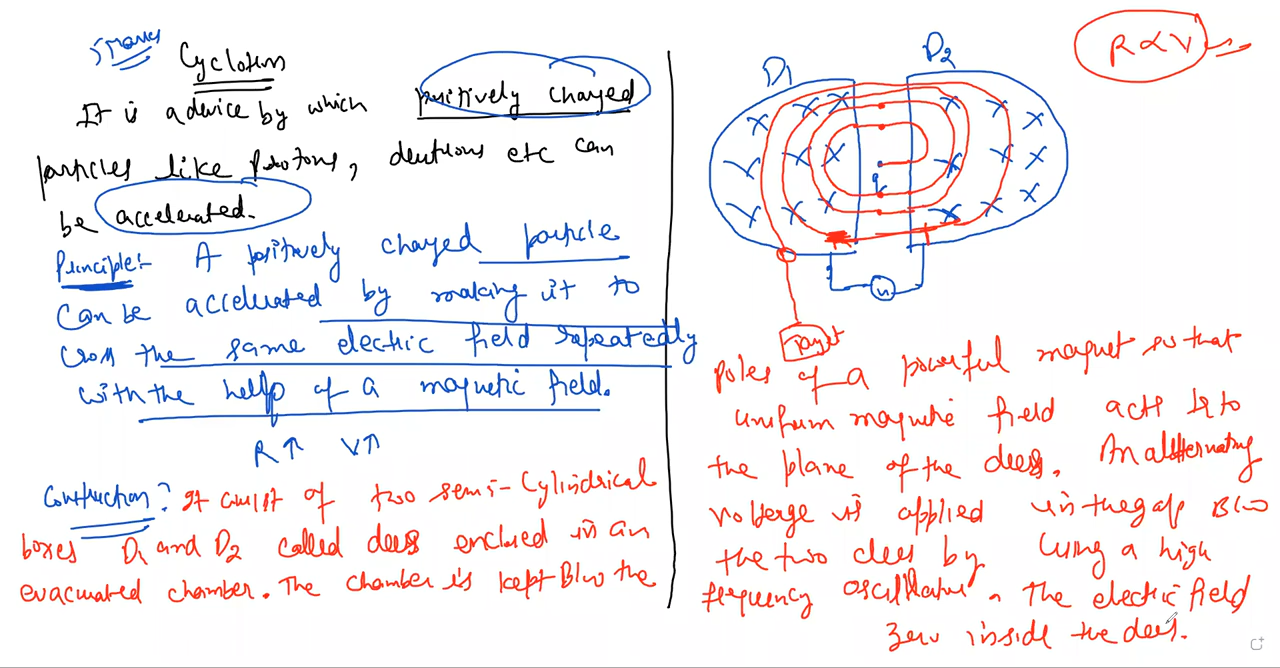 5 marks
Cyclotron
It is a device by which positively charged
particles like protons, deutrons etc can
be accelerated.
Principle:- A positively charged particle
Can be accelerated by making it to
Cross the same electric field repeatedly
with the help of a magnetic field.
R↑ V↑
Construction: It consist of two semi-Cylindrical
boxes D1 and D2 called dees enclosed in an
evacuated chamber. The chamber is kept B/w the
R ∝ V
D1 D2
X X X X X X
X X X X X
X X X X X X
q
Target
poles of a powerful magnet so that
uniform magnetic field acts ⊥ to
the plane of the dees. An alternating
voltage is applied in the gap B/w
the two dees by using a high
frequency oscillator. The electric field
zero inside the dees.